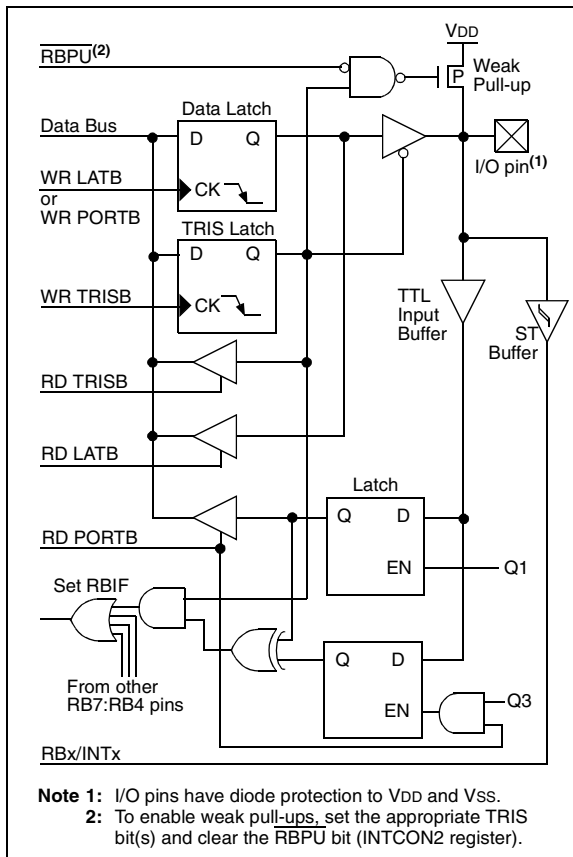 VDD
RBPU(2)
P
Weak
Pull-up
Data Latch
Data Bus
D Q
I/O pin(1)
WR LATB
CK
or
WR PORTB
TRIS Latch
D Q
WR TRISB
CK
TTL
Input
Buffer
ST
Buffer
RD TRISB
RD LATB
Latch
Q D
EN
Q1
RD PORTB
Set RBIF
Q D
EN
Q3
From other
RB7:RB4 pins
RBx/INTx
Note 1: I/O pins have diode protection to VDD and VSS.
2: To enable weak pull-ups, set the appropriate TRIS
bit(s) and clear the RBPU bit (INTCON2 register).